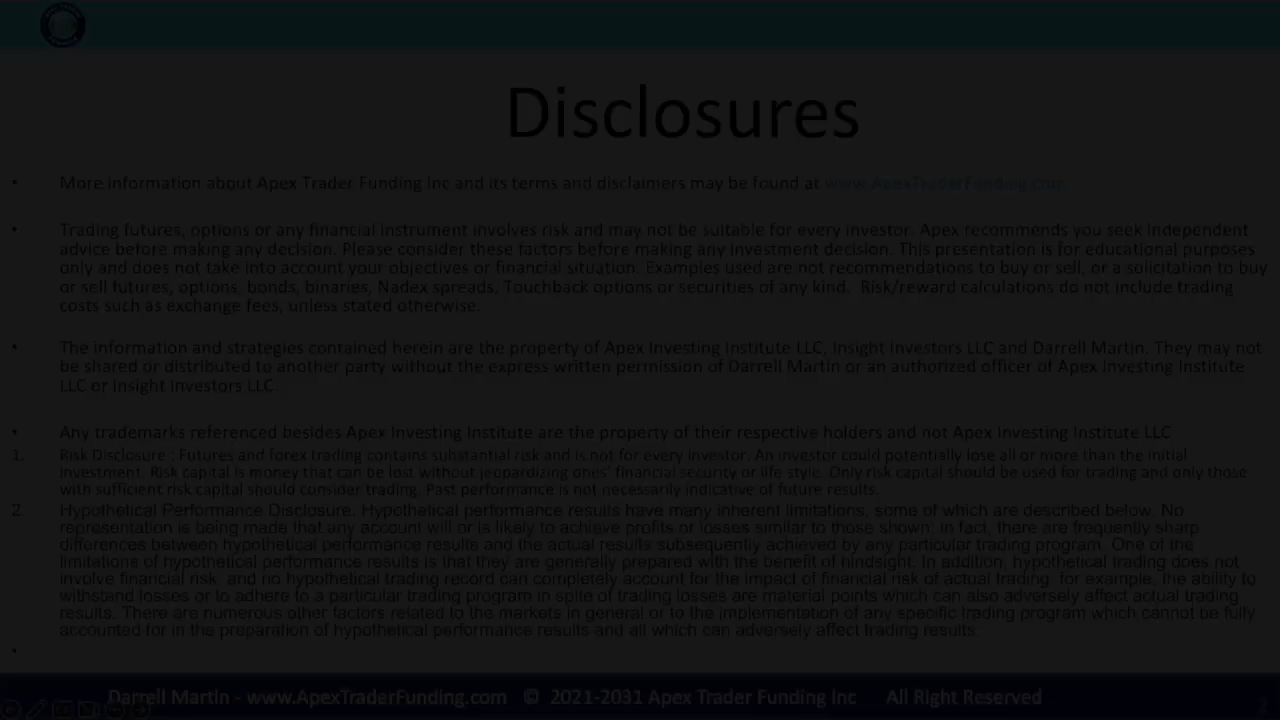 Disclosures
• More information about Apex Trader Funding Inc and its terms and disclaimers may be found at www.ApexTraderFunding.com
• Trading futures, options or any financial instrument involves risk and may not be suitable for every investor. Apex recommends you seek independent
advice before making any decision. Please consider these factors before making any investment decision. This presentation is for educational purposes
only and does not take into account your objectives or financial situation. Examples used are not recommendations to buy or sell, or a solicitation to buy
or sell futures, options, bonds, binaries, Nadex spreads, Touchback options or securities of any kind. Risk/reward calculations do not include trading
costs such as exchange fees, unless stated otherwise.
• The information and strategies contained herein are the property of Apex Investing Institute LLC, Insight Investors LLC and Darrell Martin. They may not
be shared or distributed to another party without the express written permission of Darrell Martin or an authorized officer of Apex Investing Institute
LLC or Insight Investors LLC.
• Any trademarks referenced besides Apex Investing Institute are the property of their respective holders and not Apex Investing Institute LLC
1. Risk Disclosure : Futures and forex trading contains substantial risk and is not for every investor. An investor could potentially lose all or more than the initial
investment. Risk capital is money that can be lost without jeopardizing ones' financial security or life style. Only risk capital should be used for trading and only those
with sufficient risk capital should consider trading. Past performance is not necessarily indicative of future results.
2. Hypothetical Performance Disclosure. Hypothetical performance results have many inherent limitations, some of which are described below. No
representation is being made that any account will or is likely to achieve profits or losses similar to those shown; in fact, there are frequently sharp
differences between hypothetical performance results and the actual results subsequently achieved by any particular trading program. One of the
limitations of hypothetical performance results is that they are generally prepared with the benefit of hindsight. In addition, hypothetical trading does not
involve financial risk, and no hypothetical trading record can completely account for the impact of financial risk of actual trading. for example, the ability to
withstand losses or to adhere to a particular trading program in spite of trading losses are material points which can also adversely affect actual trading
results. There are numerous other factors related to the markets in general or to the implementation of any specific trading program which cannot be fully
accounted for in the preparation of hypothetical performance results and all which can adversely affect trading results.
•
Darrell Martin - www.ApexTraderFunding.com © 2021-2031 Apex Trader Funding Inc All Right Reserved